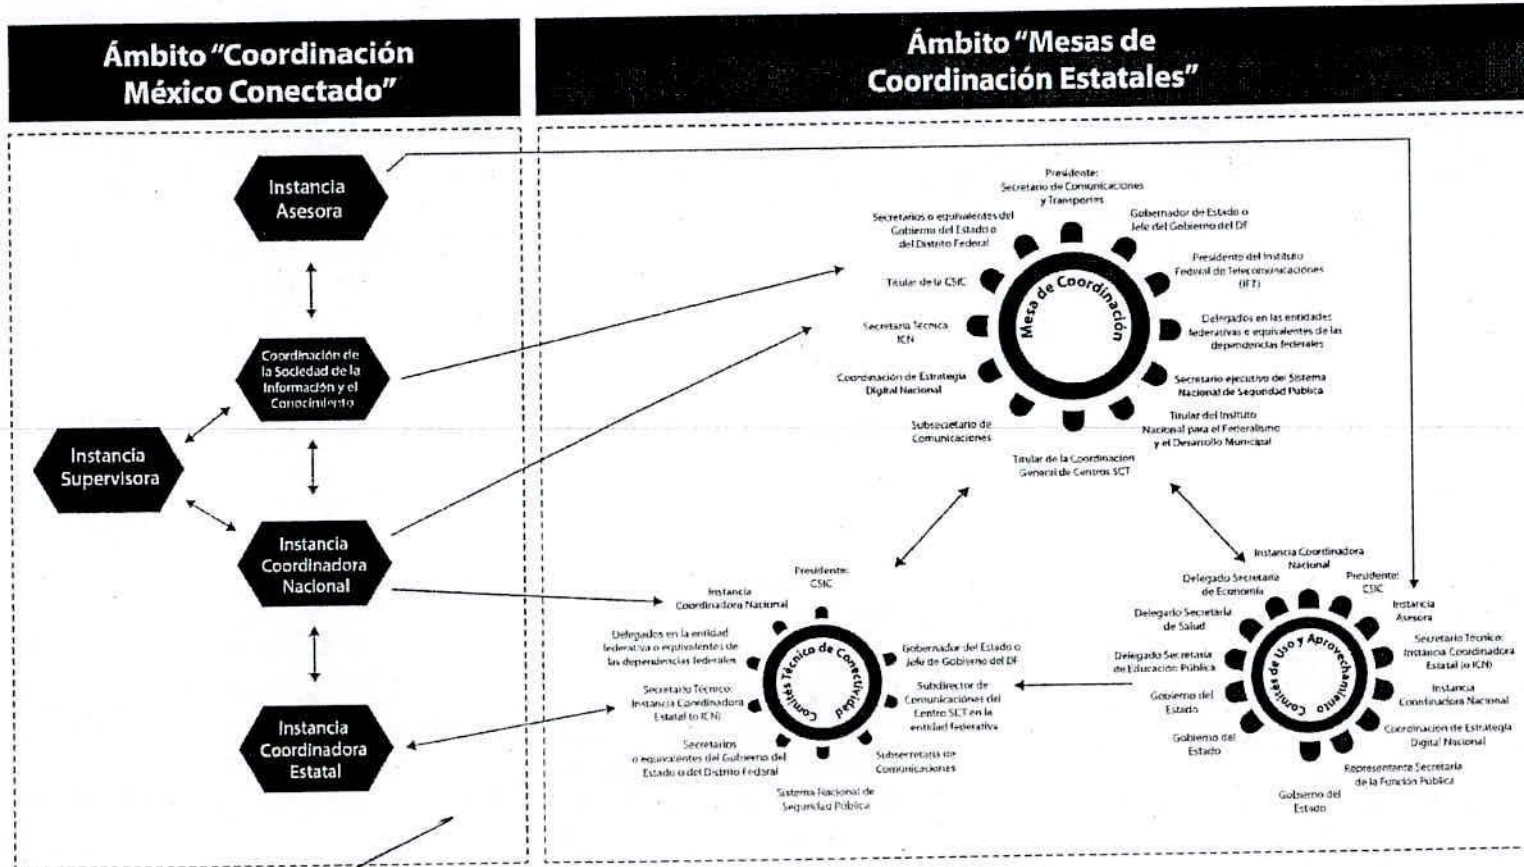 Ámbito "Coordinación
México Conectado"
Ámbito "Mesas de
Coordinación Estatales"
Instancia
Asesora
Coordinación de
la Sociedad de la
Información y el
Conocimiento
Instancia
Supervisora
Instancia
Coordinadora
Nacional
Instancia
Coordinadora
Estatal
Presidente:
Secretario de Comunicaciones
y Transportes
Secretarios o equivalentes del
Gobierno del Estado o
del Distrito Federal
Gobernador de Estado o
Jefe del Gobierno del DF
Titular de la CSIC
Presidente del Instituto
Federal de Telecomunicaciones
(IFT)
Secretaría Técnica
ICN
Mesa de Coordinación
Delegados en las entidades
federativas o equivalentes de las
dependencias federales
Coordinación de Estrategia
Digital Nacional
Secretario ejecutivo del Sistema
Nacional de Seguridad Pública
Subsecretario de
Comunicaciones
Titular del Insituto
Nacional para el Federalismo
y el Desarrollo Municipal
Titular de la Coordinación
General de Centros SCT
Presidente:
CSIC
Instancia
Coordinadora Nacional
Delegados en la entidad
federativa o equivalentes de
las dependencias federales
Gobernador del Estado o
Jefe de Gobierno del DF
Comités Técnico de Conectividad
Secretario Técnico:
Instancia Coordinadora
Estatal (o ICN)
Subdirector de
Comunicaciones del
Centro SCT en la
entidad federativa
Secretarios
o equivalentes del Gobierno del
Estado o del Distrito Federal
Subsecretaría de
Comunicaciones
Sistema Nacional de
Seguridad Pública
Instancia Coordinadora
Nacional
Delegado Secretaría
de Economía
Presidente:
CSIC
Delegado Secretaría
de Salud
Instancia
Asesora
Delegado Secretaría
de Educación Pública
Comités de Uso y Aprovechamiento
Secretario Técnico:
Instancia Coordinadora
Estatal (o ICN)
Gobierno del
Estado
Instancia
Coordinadora Nacional
Gobierno del
Estado
Coordinación de Estrategia
Digital Nacional
Representante Secretaría
de la Función Pública
Gobierno del
Estado